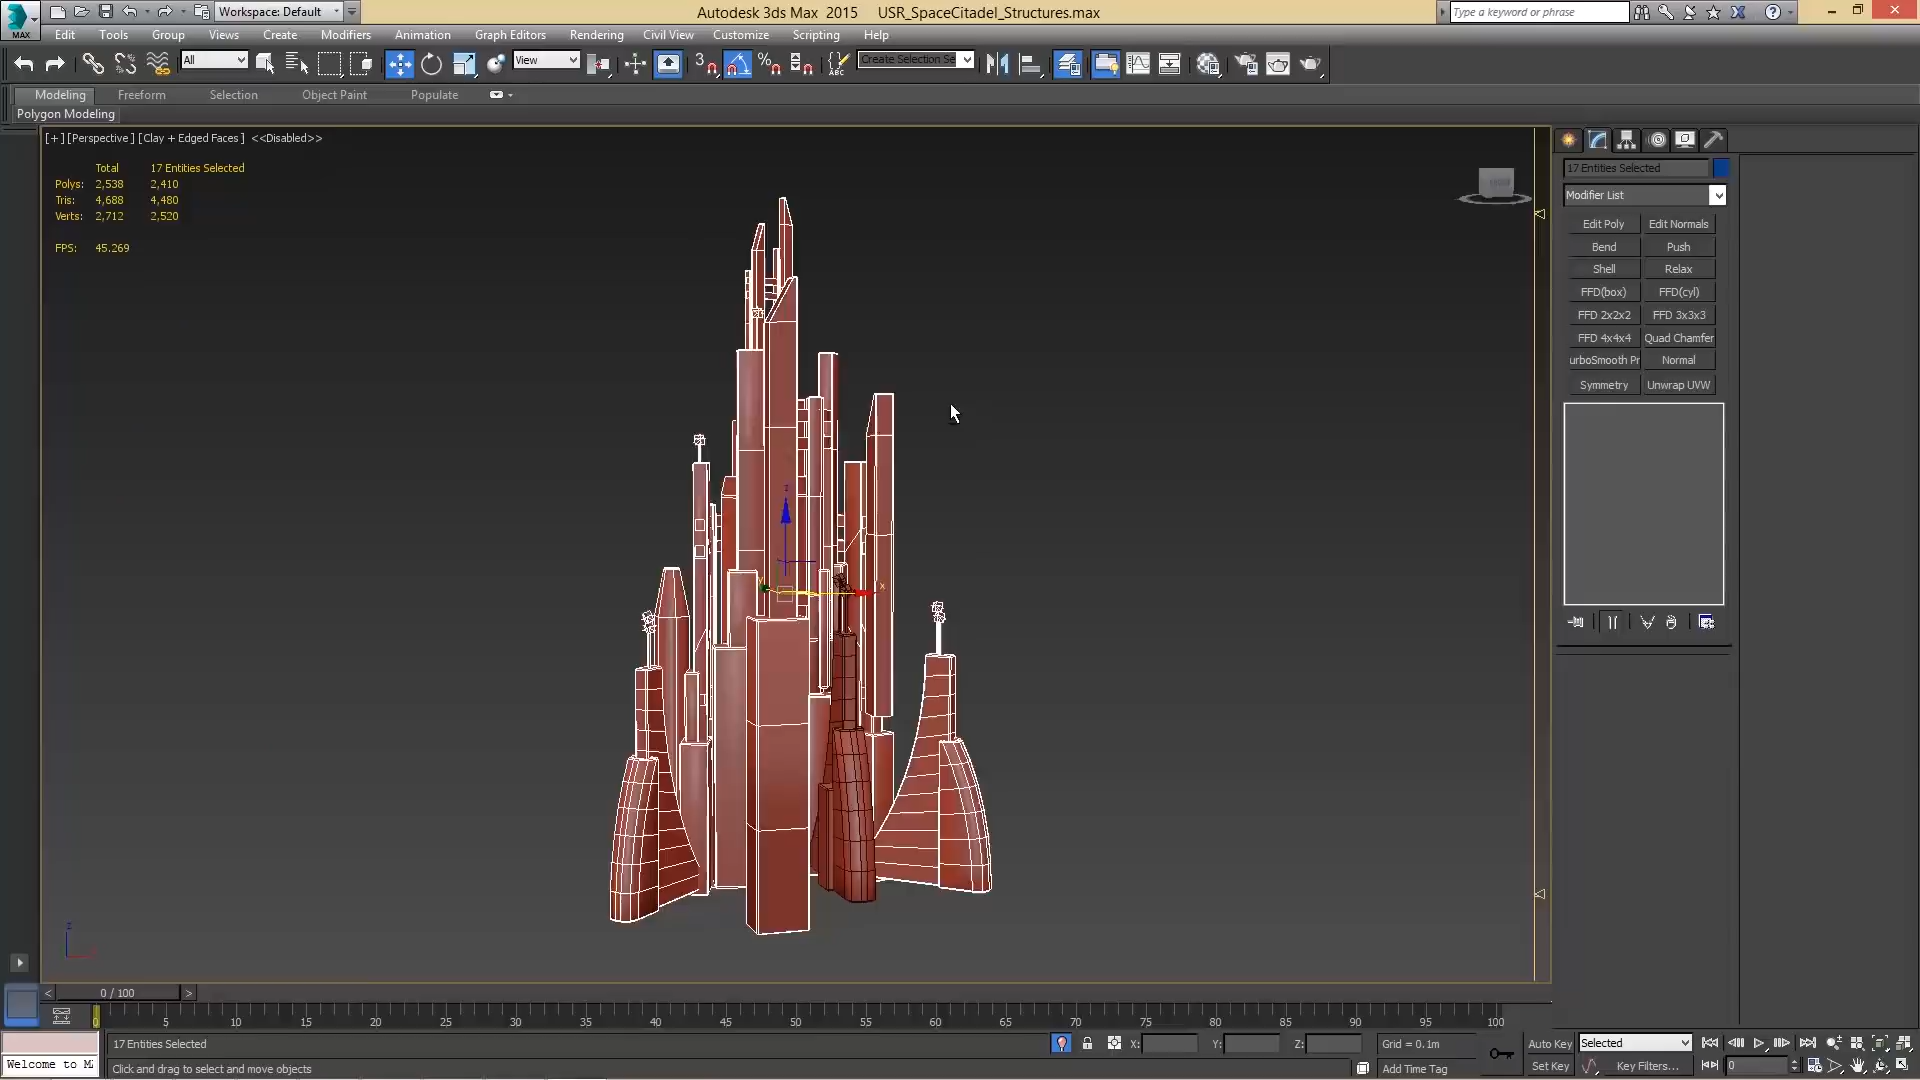 Workspace: Default
Autodesk 3ds Max 2015 USR_SpaceCitadel_Structures.max
Type a keyword or phrase
MAX
Edit Tools Group Views Create Modifiers Animation Graph Editors Rendering Civil View Customize Scripting Help
All
View
3
%
ABC
Create Selection Se
Modeling Freeform Selection Object Paint Populate
Polygon Modeling
[+] [Perspective] [Clay + Edged Faces] <<Disabled>>
Total 17 Entities Selected
Polys: 2,538 2,410
Tris: 4,688 4,480
Verts: 2,712 2,520
FPS: 45.269
17 Entities Selected
Modifier List
Edit Poly Edit Normals
Bend Push
Shell Relax
FFD(box) FFD(cyl)
FFD 2x2x2 FFD 3x3x3
FFD 4x4x4 Quad Chamfer
urboSmooth Pr Normal
Symmetry Unwrap UVW
z
y
x
z
< 0 / 100 >
0 5 10 15 20 25 30 35 40 45 50 55 60 65 70 75 80 85 90 95 100
17 Entities Selected X: Y: Z: Grid = 0.1m Auto Key Selected
Welcome to M Click and drag to select and move objects Add Time Tag Set Key Key Filters... 0